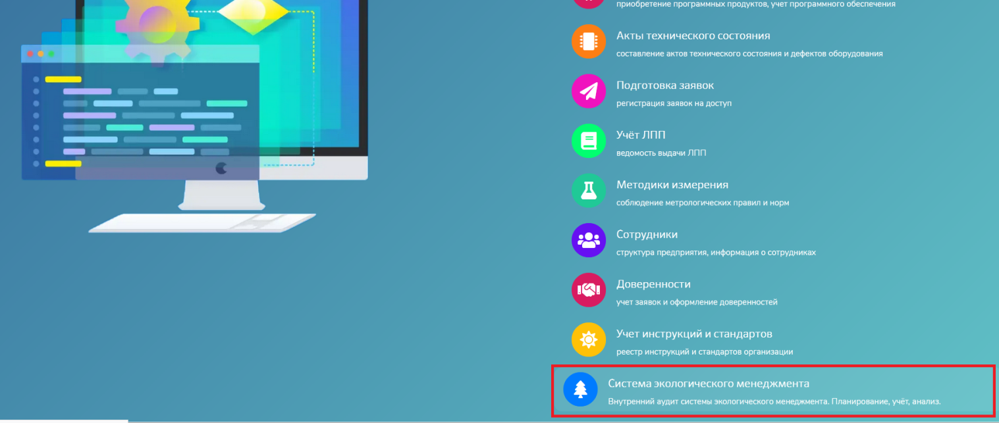 приобретение программных продуктов, учет программного обеспечения
Акты технического состояния
составление актов технического состояния и дефектов оборудования
Подготовка заявок
регистрация заявок на доступ
Учёт ЛПП
ведомость выдачи ЛПП
Методики измерения
соблюдение метрологических правил и норм
Сотрудники
структура предприятия, информация о сотрудниках
Доверенности
учет заявок и оформление доверенностей
Учет инструкций и стандартов
реестр инструкций и стандартов организации
Система экологического менеджмента
Внутренний аудит системы экологического менеджмента. Планирование, учёт, анализ.